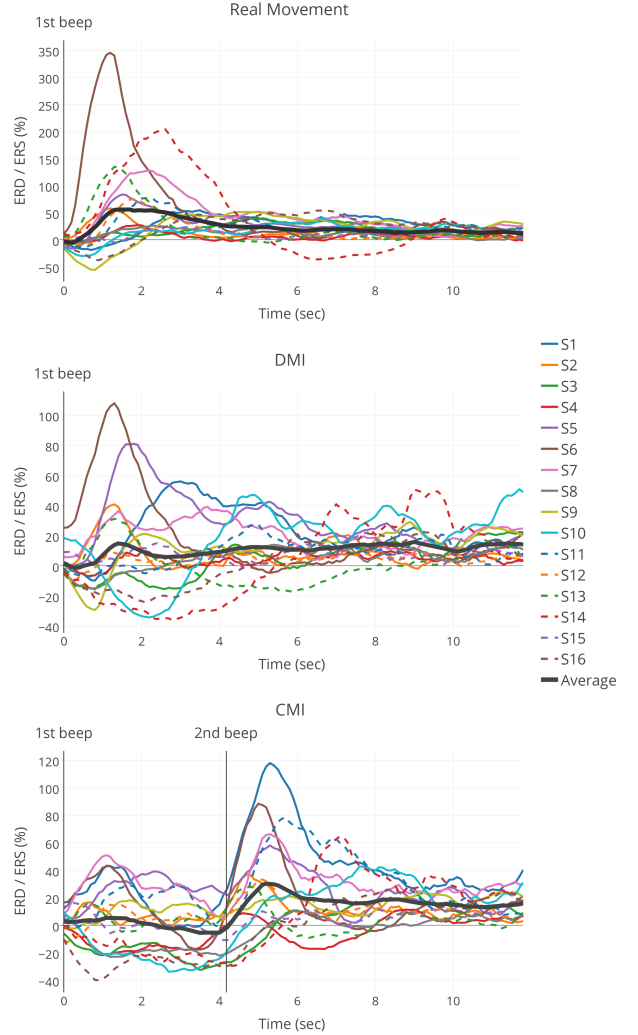 Real Movement
1st beep
350
300
250
200
150
100
50
0
−50
ERD / ERS (%)
0 2 4 6 8 10
Time (sec)
DMI
1st beep
100
80
60
40
20
0
−20
−40
ERD / ERS (%)
0 2 4 6 8 10
Time (sec)
S1
S2
S3
S4
S5
S6
S7
S8
S9
S10
S11
S12
S13
S14
S15
S16
Average
CMI
1st beep 2nd beep
120
100
80
60
40
20
0
−20
−40
ERD / ERS (%)
0 2 4 6 8 10
Time (sec)